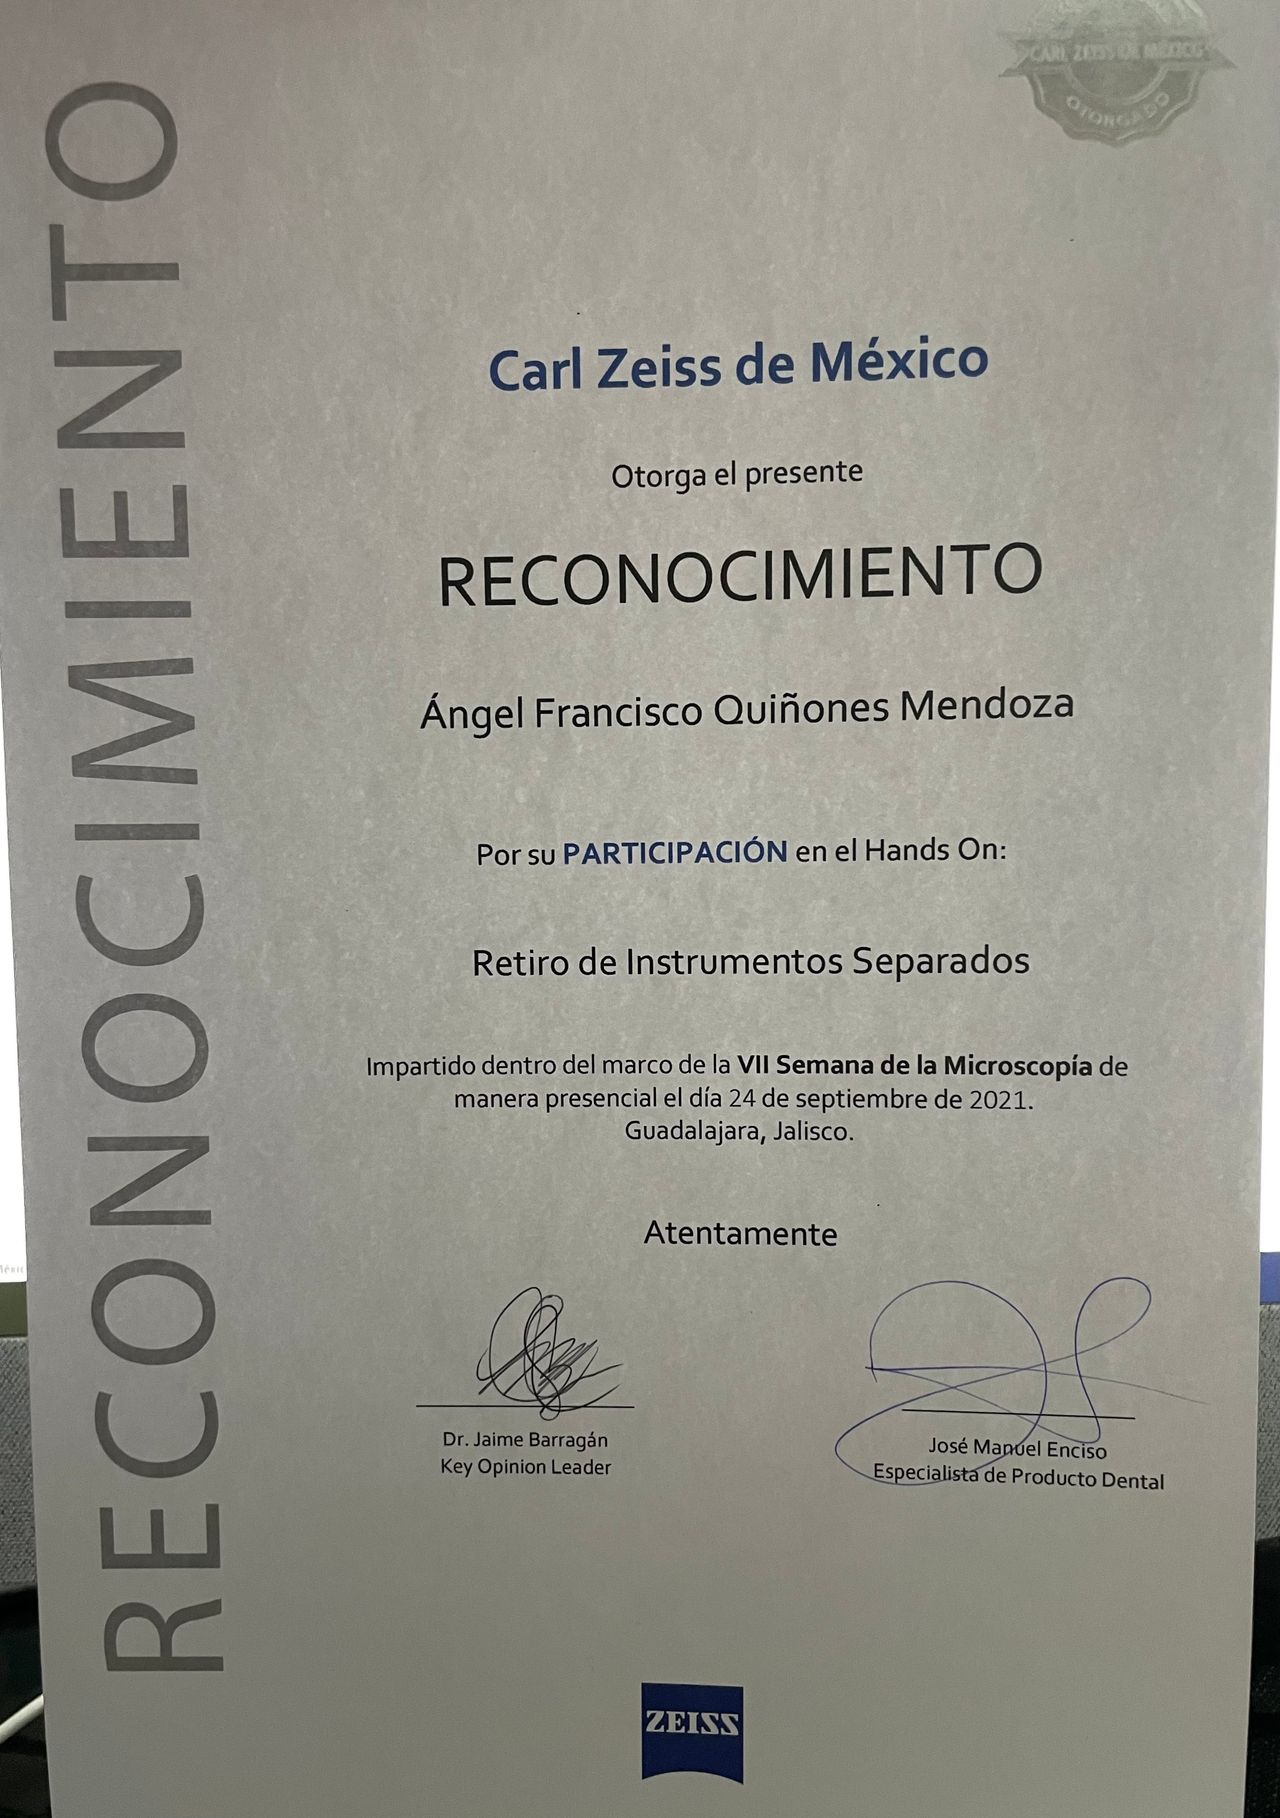 CARL ZEISS DE MÉXICO
OTORGADO
RECONOCIMIENTO
Carl Zeiss de México
Otorga el presente
RECONOCIMIENTO
Ángel Francisco Quiñones Mendoza
Por su PARTICIPACIÓN en el Hands On:
Retiro de Instrumentos Separados
Impartido dentro del marco de la VII Semana de la Microscopía de
manera presencial el día 24 de septiembre de 2021.
Guadalajara, Jalisco.
Atentamente
Dr. Jaime Barragán
Key Opinion Leader
José Manuel Enciso
Especialista de Producto Dental
ZEISS